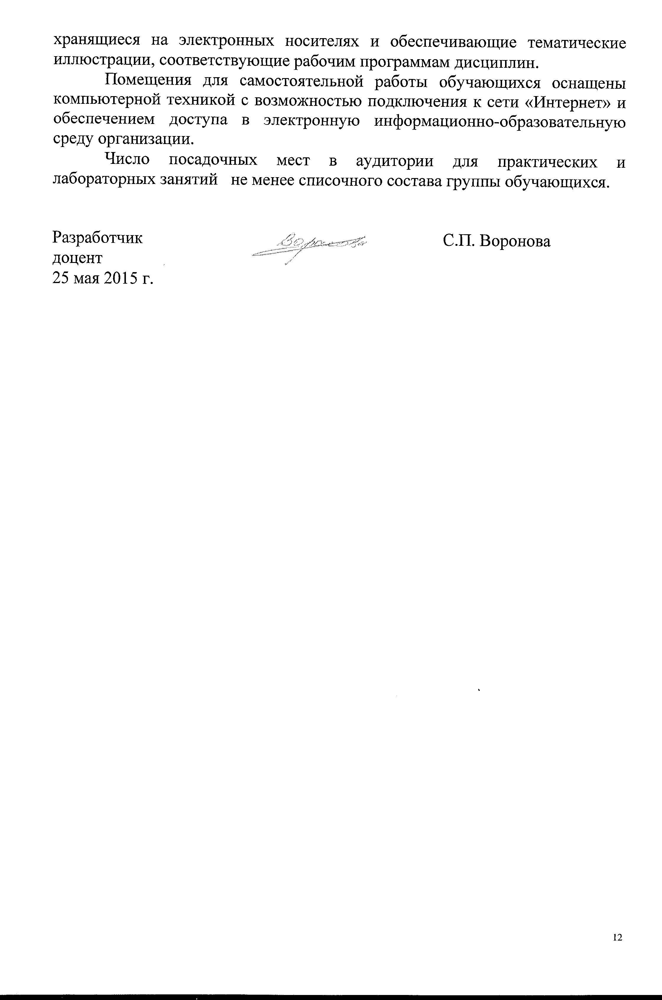 хранящиеся на электронных носителях и обеспечивающие тематические
иллюстрации, соответствующие рабочим программам дисциплин.
Помещения для самостоятельной работы обучающихся оснащены
компьютерной техникой с возможностью подключения к сети «Интернет» и
обеспечением доступа в электронную информационно-образовательную
среду организации.
Число посадочных мест в аудитории для практических и
лабораторных занятий не менее списочного состава группы обучающихся.
Разработчик Воронова С.П. Воронова
доцент
25 мая 2015 г.
12